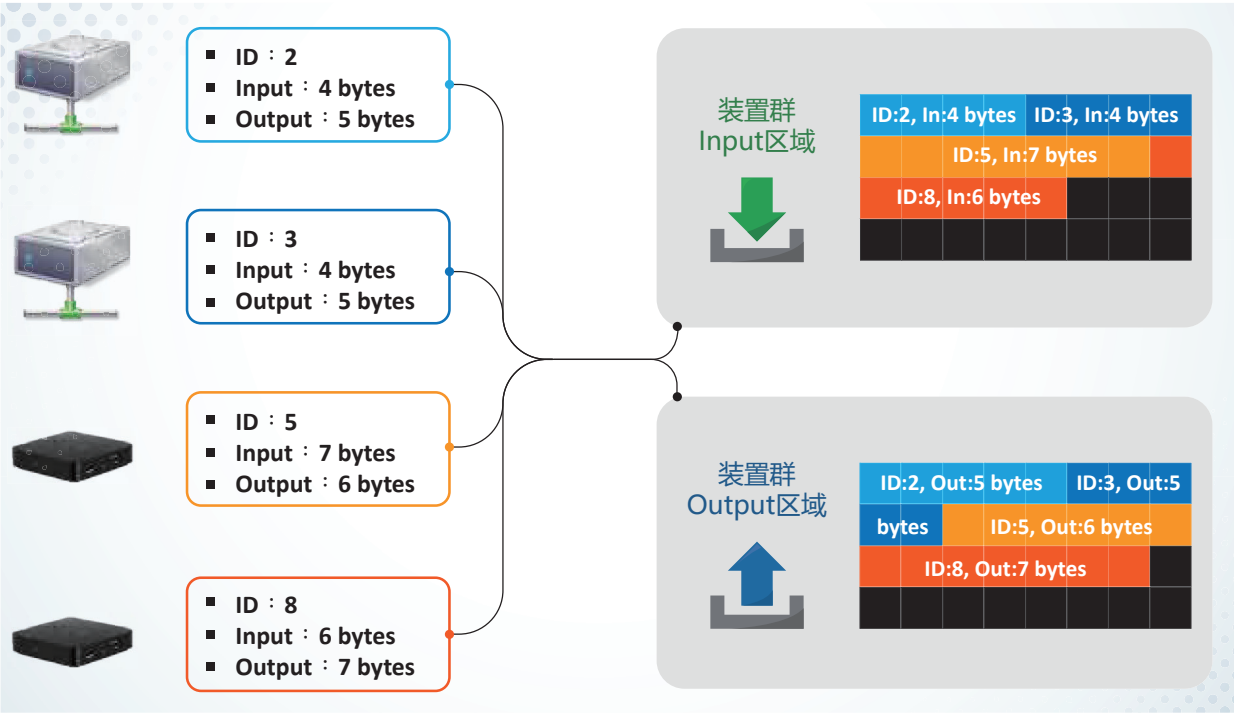 ID：2
Input：4 bytes
Output：5 bytes
ID：3
Input：4 bytes
Output：5 bytes
ID：5
Input：7 bytes
Output：6 bytes
ID：8
Input：6 bytes
Output：7 bytes
装置群
Input区域
ID:2, In:4 bytes ID:3, In:4 bytes
ID:5, In:7 bytes
ID:8, In:6 bytes
装置群
Output区域
ID:2, Out:5 bytes ID:3, Out:5
bytes ID:5, Out:6 bytes
ID:8, Out:7 bytes